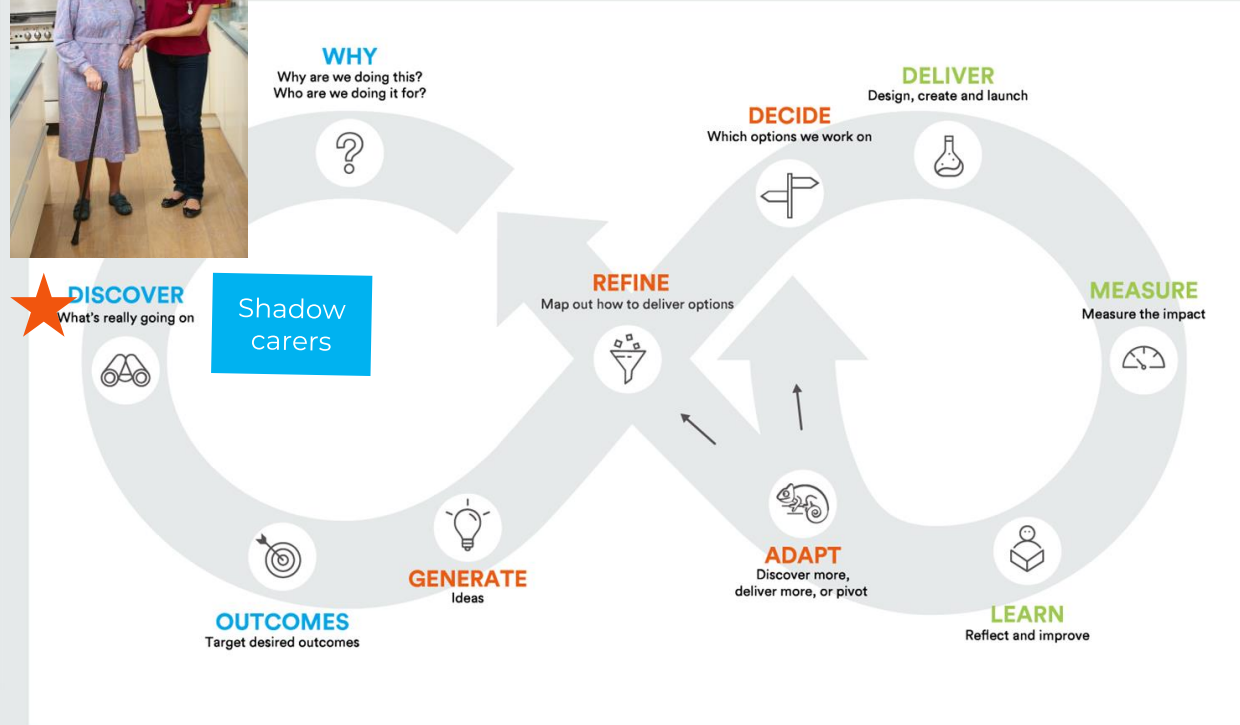 WHY
Why are we doing this?
Who are we doing it for?
DELIVER
Design, create and launch
DECIDE
Which options we work on
DISCOVER
What's really going on
Shadow
carers
REFINE
Map out how to deliver options
MEASURE
Measure the impact
GENERATE
Ideas
ADAPT
Discover more,
deliver more, or pivot
OUTCOMES
Target desired outcomes
LEARN
Reflect and improve